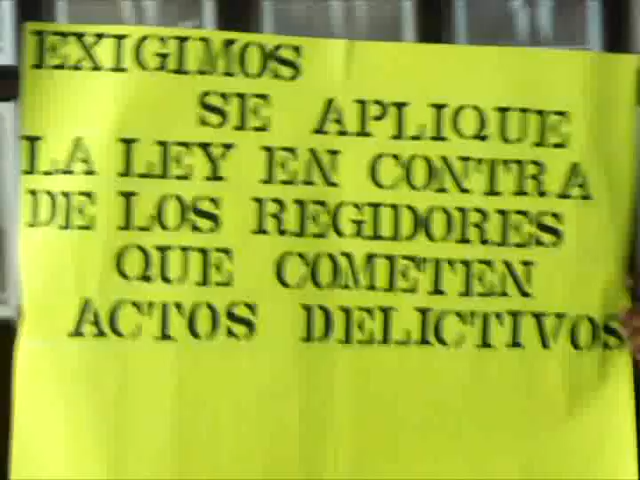 EXIGIMOS
SE APLIQUE
LA LEY EN CONTRA
DE LOS REGIDORES
QUE COMETEN
ACTOS DELICTIVOS